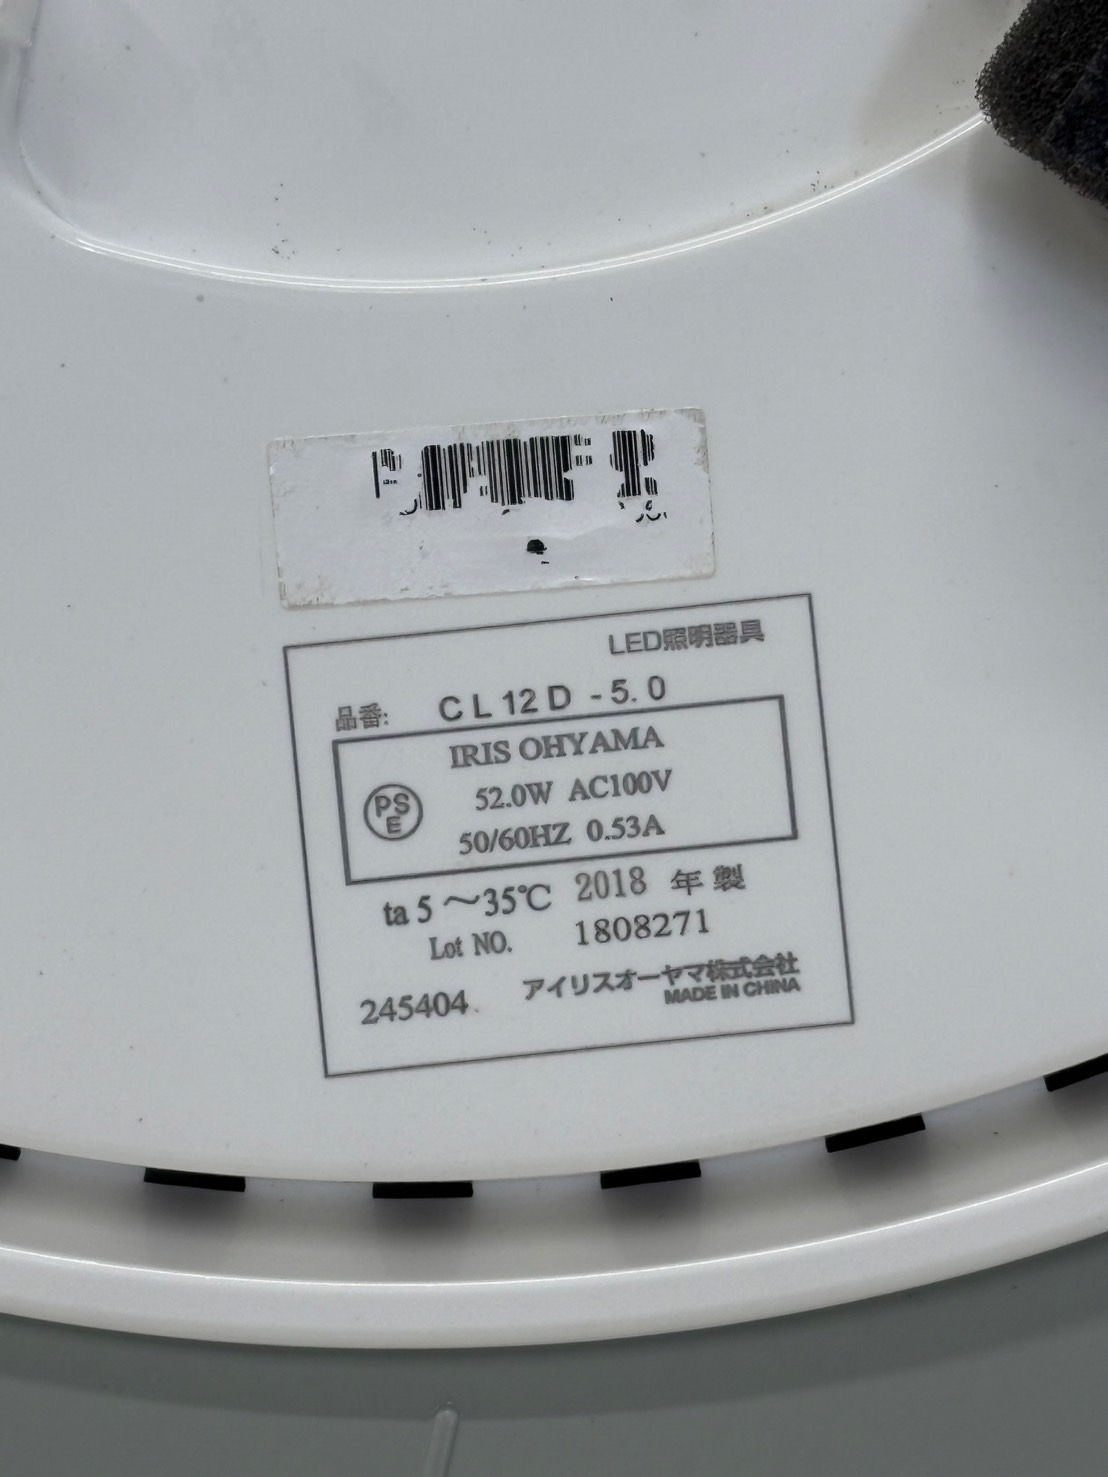 LED照明器具
品番: CL12D -5.0
IRIS OHYAMA
PSE
52.0W AC100V
50/60HZ 0.53A
ta 5 ～35℃ 2018 年 製
Lot NO. 1808271
アイリスオーヤマ株式会社
245404
MADE IN CHINA